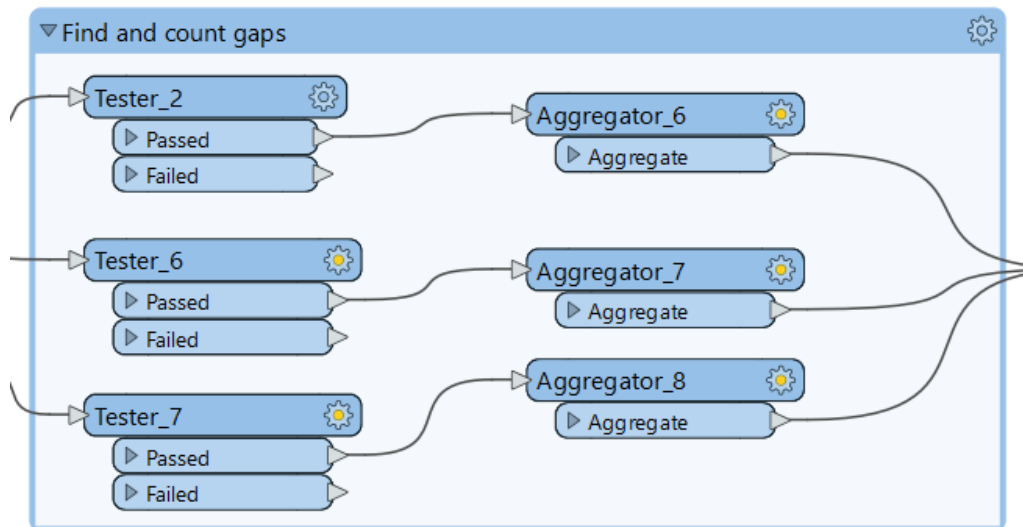 Find and count gaps
Tester_2
Passed
Failed
Aggregator_6
Aggregate
Tester_6
Passed
Failed
Aggregator_7
Aggregate
Tester_7
Passed
Failed
Aggregator_8
Aggregate